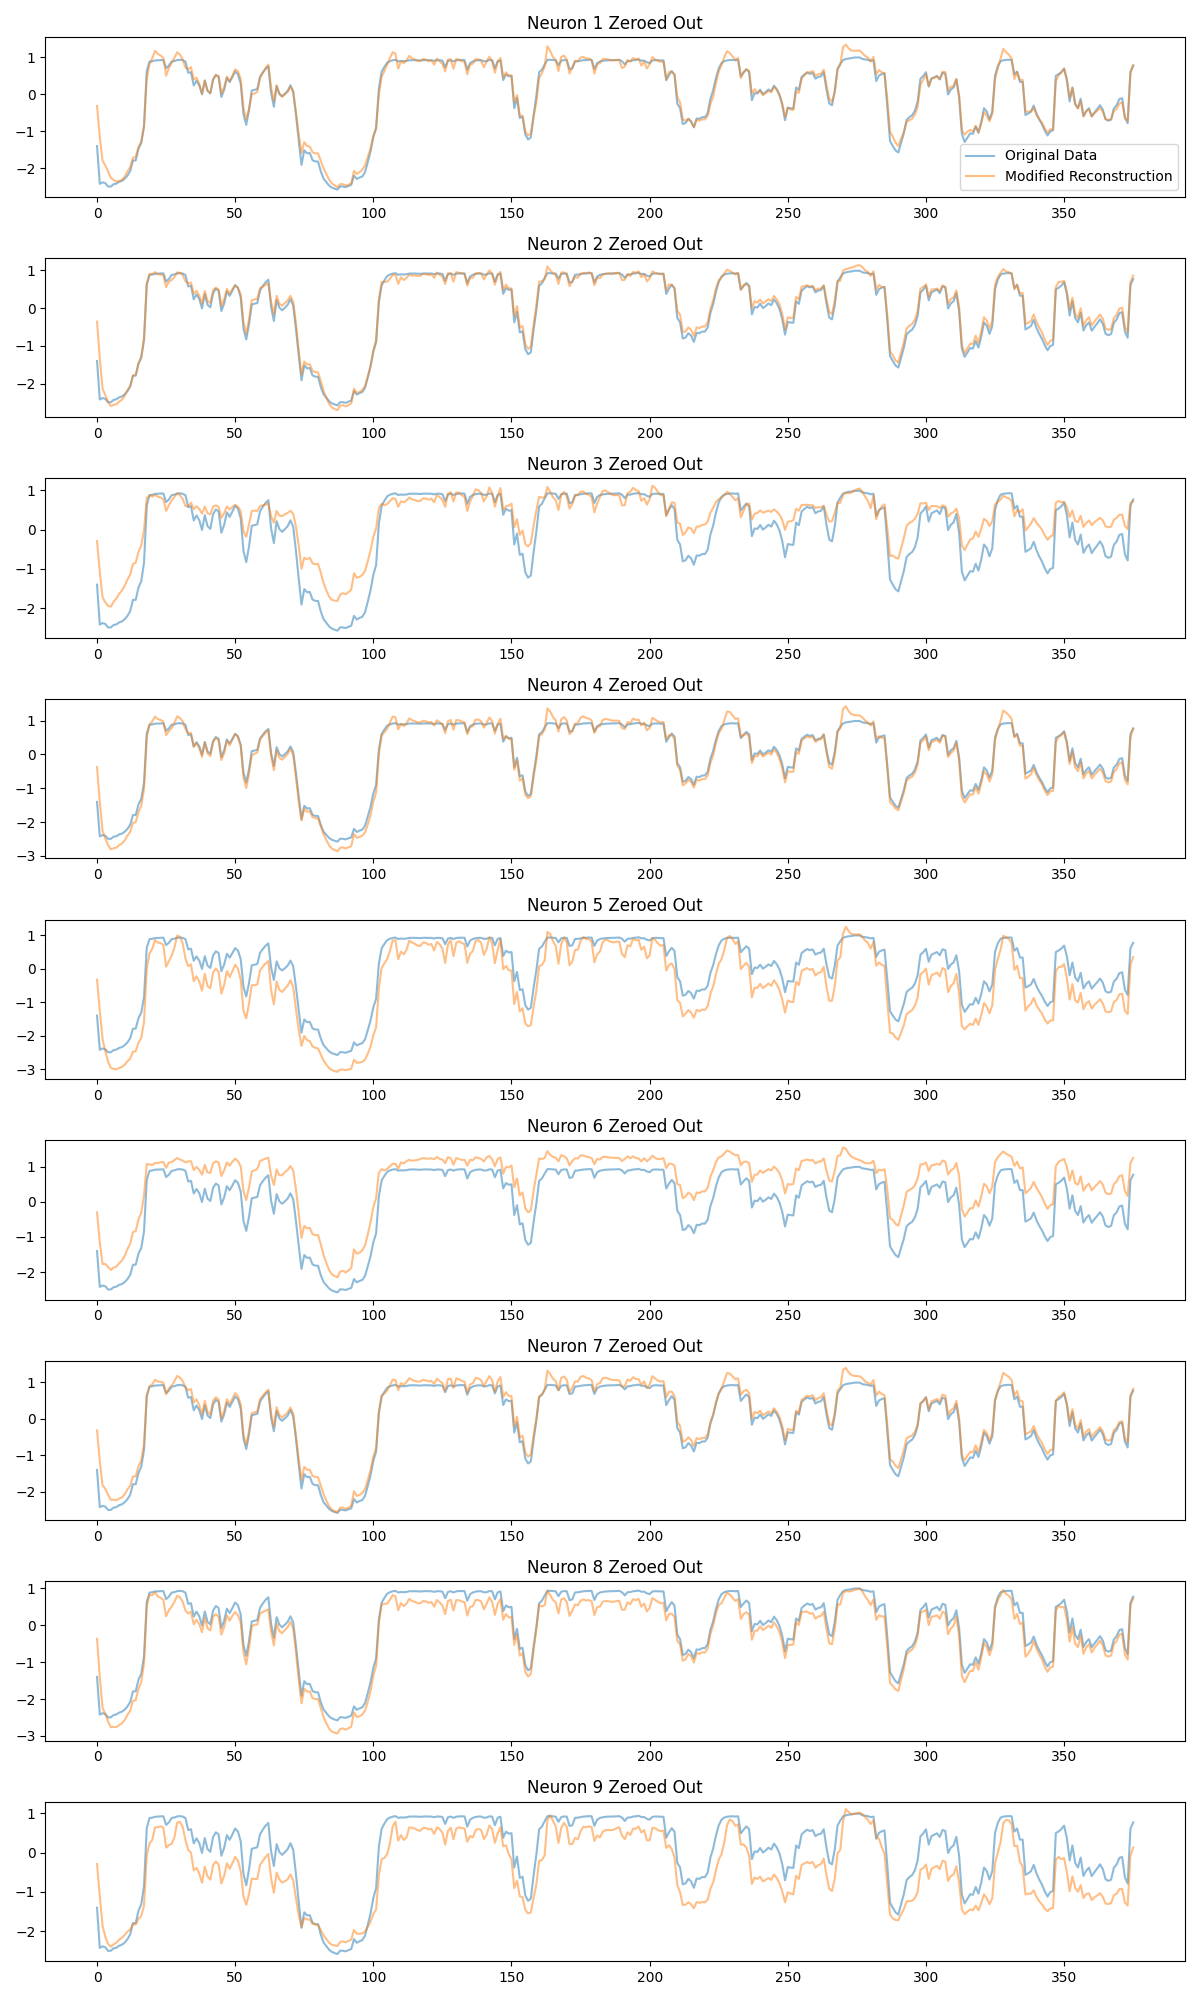 Neuron 1 Zeroed Out
1
0
−1
−2
Original Data
Modified Reconstruction
0 50 100 150 200 250 300 350
Neuron 2 Zeroed Out
1
0
−1
−2
0 50 100 150 200 250 300 350
Neuron 3 Zeroed Out
1
0
−1
−2
0 50 100 150 200 250 300 350
Neuron 4 Zeroed Out
1
0
−1
−2
−3
0 50 100 150 200 250 300 350
Neuron 5 Zeroed Out
1
0
−1
−2
−3
0 50 100 150 200 250 300 350
Neuron 6 Zeroed Out
1
0
−1
−2
0 50 100 150 200 250 300 350
Neuron 7 Zeroed Out
1
0
−1
−2
0 50 100 150 200 250 300 350
Neuron 8 Zeroed Out
1
0
−1
−2
−3
0 50 100 150 200 250 300 350
Neuron 9 Zeroed Out
1
0
−1
−2
0 50 100 150 200 250 300 350